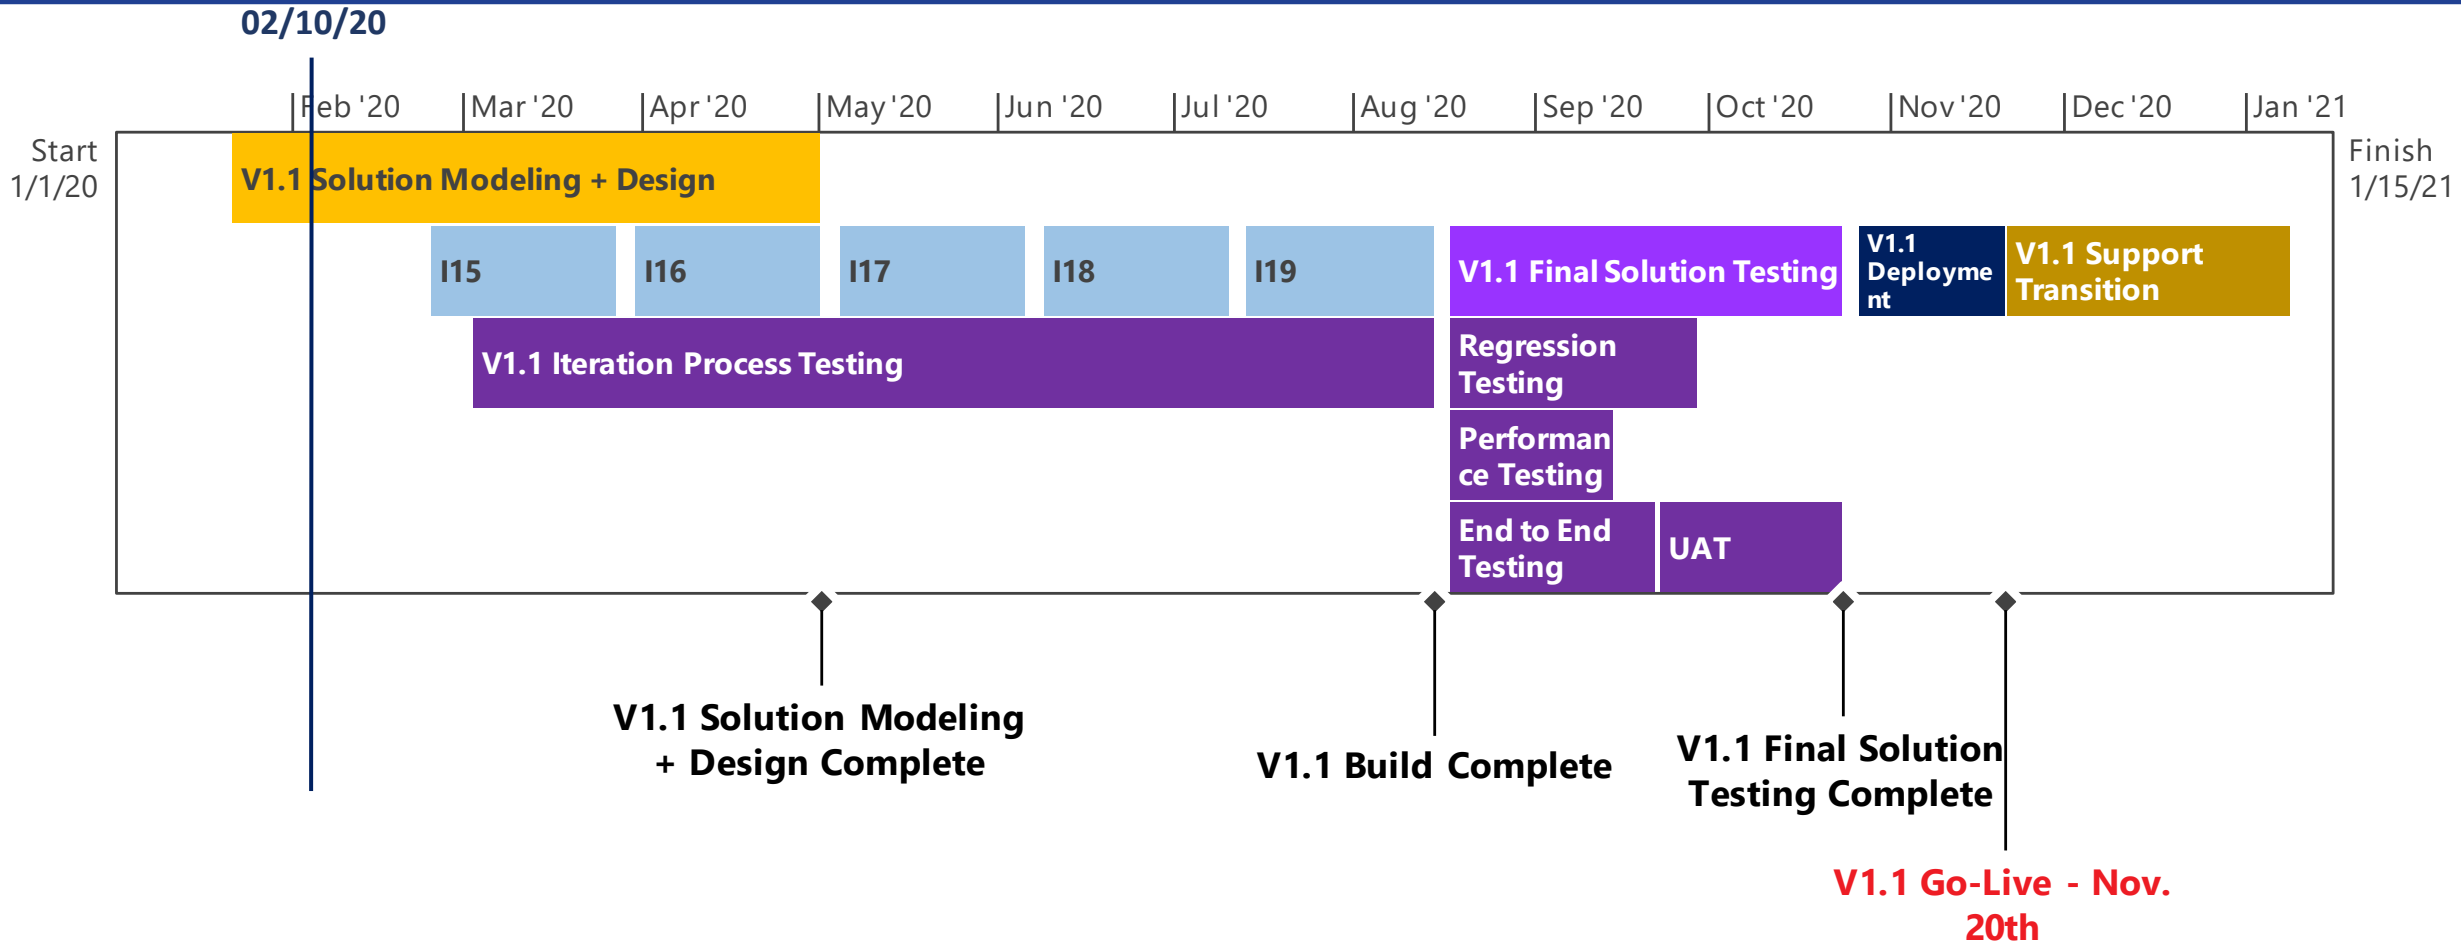 02/10/20
Feb '20
Mar '20
Apr '20
May '20
Jun '20
Jul '20
Aug '20
Sep '20
Oct '20
Nov '20
Dec '20
Jan '21
Start
1/1/20
Finish
1/15/21
V1.1 Solution Modeling + Design
I15
I16
I17
I18
I19
V1.1 Final Solution Testing
V1.1
Deployme
nt
V1.1 Support
Transition
V1.1 Iteration Process Testing
Regression
Testing
Performan
ce Testing
End to End
Testing
UAT
V1.1 Solution Modeling
+ Design Complete
V1.1 Build Complete
V1.1 Final Solution
Testing Complete
V1.1 Go-Live - Nov.
20th